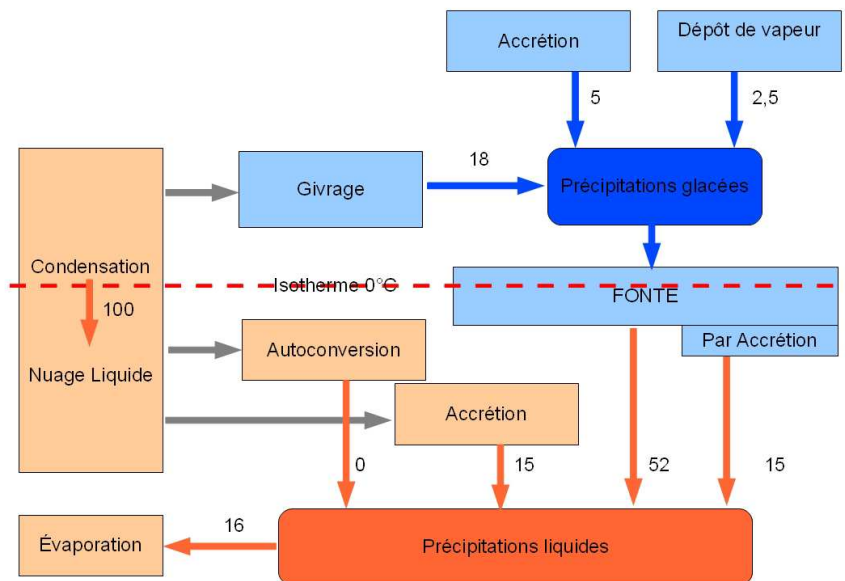 Accrétion
Dépôt de vapeur
5
2,5
Givrage
18
Précipitations glacées
Condensation
100
Nuage Liquide
Isotherme 0°C
FONTE
Par Accrétion
Autoconversion
Accrétion
0
15
52
15
Évaporation
16
Précipitations liquides